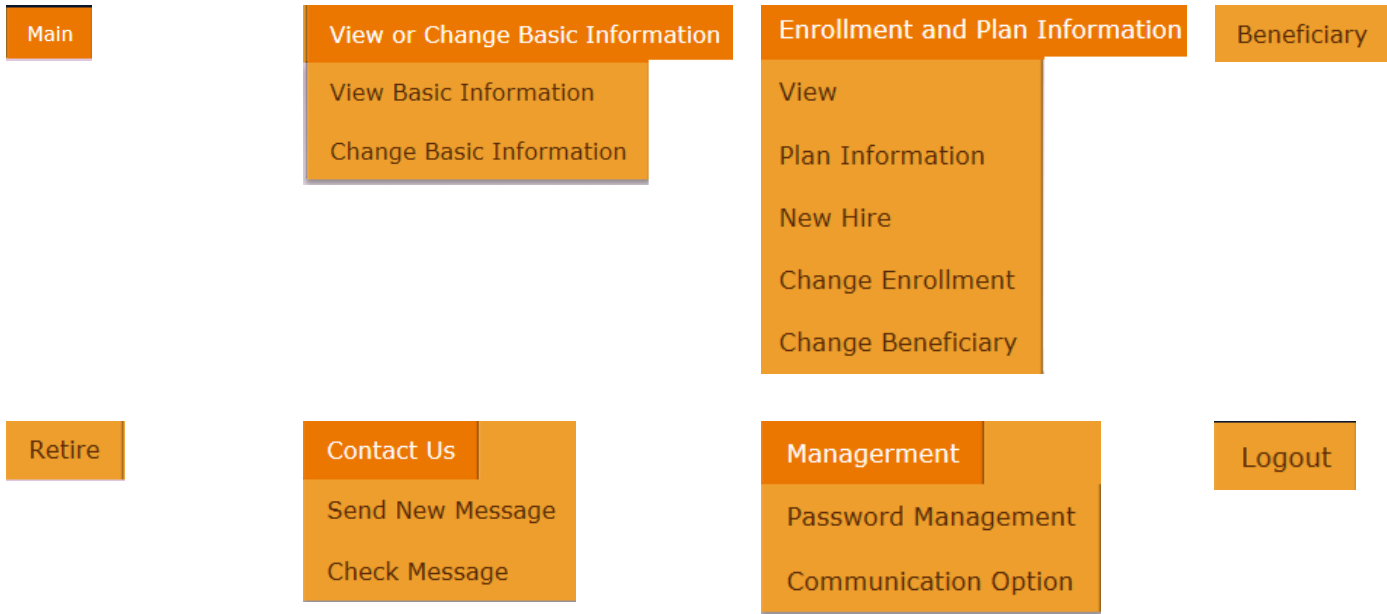 Main
View or Change Basic Information
View Basic Information
Change Basic Information
Enrollment and Plan Information
View
Plan Information
New Hire
Change Enrollment
Change Beneficiary
Beneficiary
Retire
Contact Us
Send New Message
Check Message
Managerment
Password Management
Communication Option
Logout